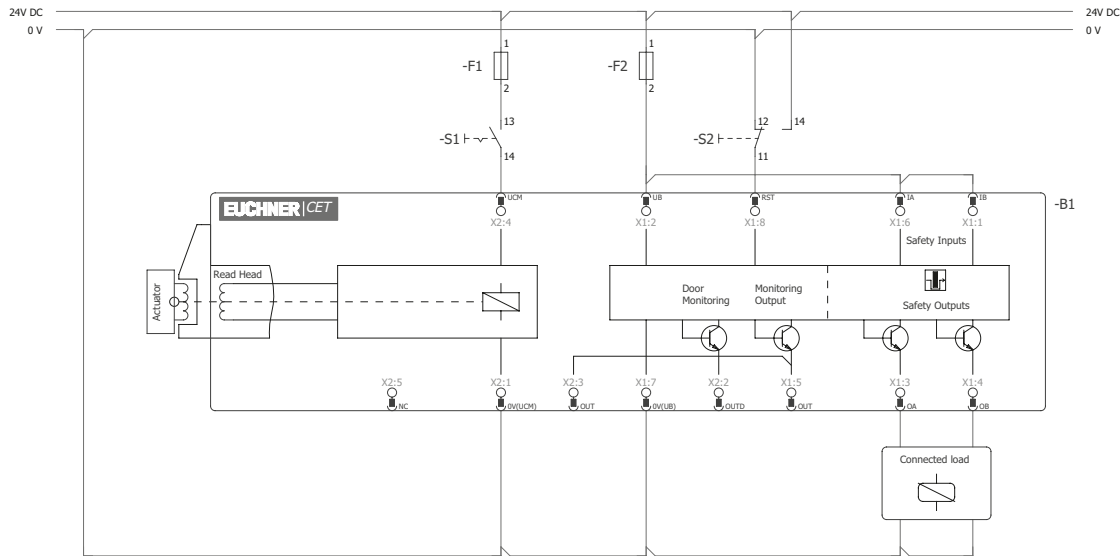 24V DC
24V DC
0 V
0 V
1
1
-F1
-F2
2
2
13
12
14
-S1
-S2
14
11
UCM
UB
RST
IA
IB
EUCHNER CET
-B1
X2:4
X1:2
X1:8
X1:6
X1:1
Safety Inputs
Read Head
Actuator
Door
Monitoring
Monitoring
Output
Safety Outputs
X2:5
X2:1
X2:3
X1:7
X2:2
X1:5
X1:3
X1:4
NC
0V(UCM)
OUT
0V(UB)
OUTD
OUT
OA
OB
Connected load